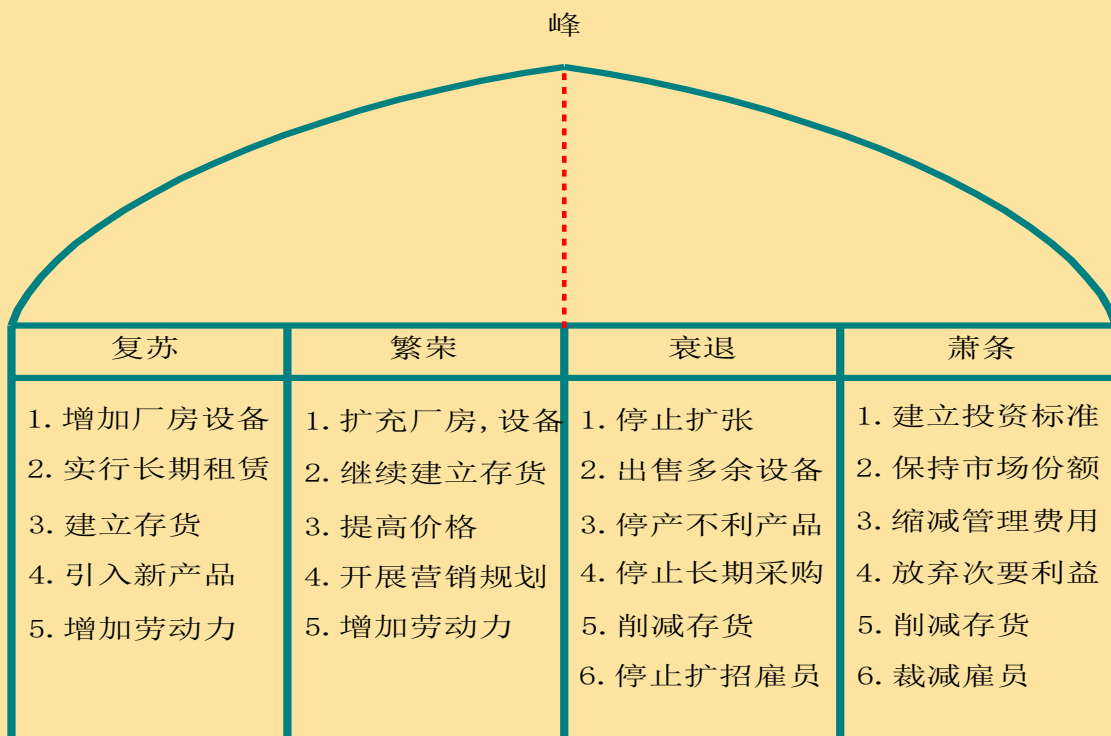 峰
复苏
1.增加厂房设备
2.实行长期租赁
3.建立存货
4.引入新产品
5.增加劳动力
繁荣
1.扩充厂房,设备
2.继续建立存货
3.提高价格
4.开展营销规划
5.增加劳动力
衰退
1.停止扩张
2.出售多余设备
3.停产不利产品
4.停止长期采购
5.削减存货
6.停止扩招雇员
萧条
1.建立投资标准
2.保持市场份额
3.缩减管理费用
4.放弃次要利益
5.削减存货
6.裁减雇员